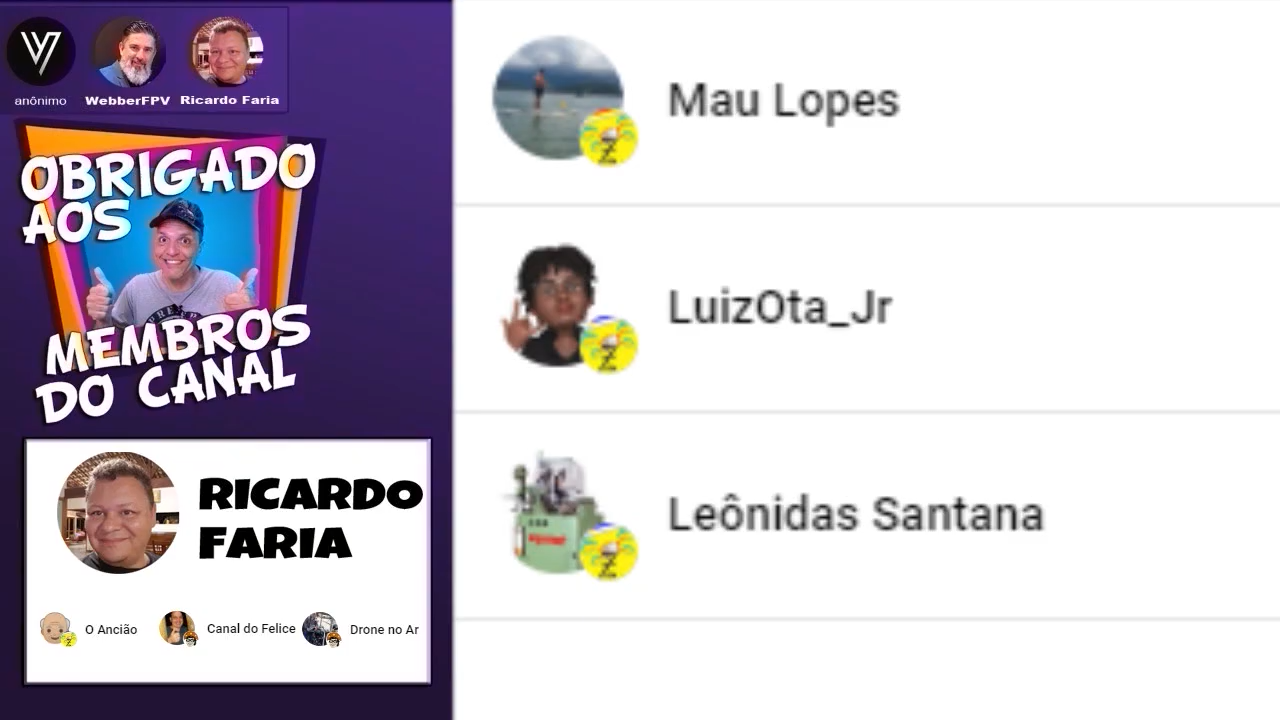 anônimo
WebberFPV
Ricardo Faria
OBRIGADO
AOS
MEMBROS
DO CANAL
RICARDO
FARIA
O Ancião
Canal do Felice
Drone no Ar
Mau Lopes
LuizOta_Jr
Leônidas Santana